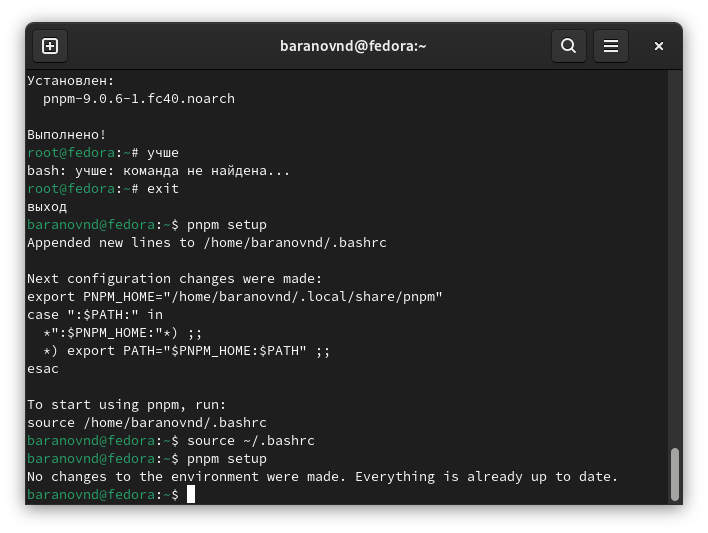 baranovnd@fedora:~
Установлен:
  pnpm-9.0.6-1.fc40.noarch

Выполнено!
root@fedora:~# учше
bash: учше: команда не найдена...
root@fedora:~# exit
выход
baranovnd@fedora:~$ pnpm setup
Appended new lines to /home/baranovnd/.bashrc

Next configuration changes were made:
export PNPM_HOME="/home/baranovnd/.local/share/pnpm"
case ":$PATH:" in
  *":$PNPM_HOME:"*) ;;
  *) export PATH="$PNPM_HOME:$PATH" ;;
esac

To start using pnpm, run:
source /home/baranovnd/.bashrc
baranovnd@fedora:~$ source ~/.bashrc
baranovnd@fedora:~$ pnpm setup
No changes to the environment were made. Everything is already up to date.
baranovnd@fedora:~$